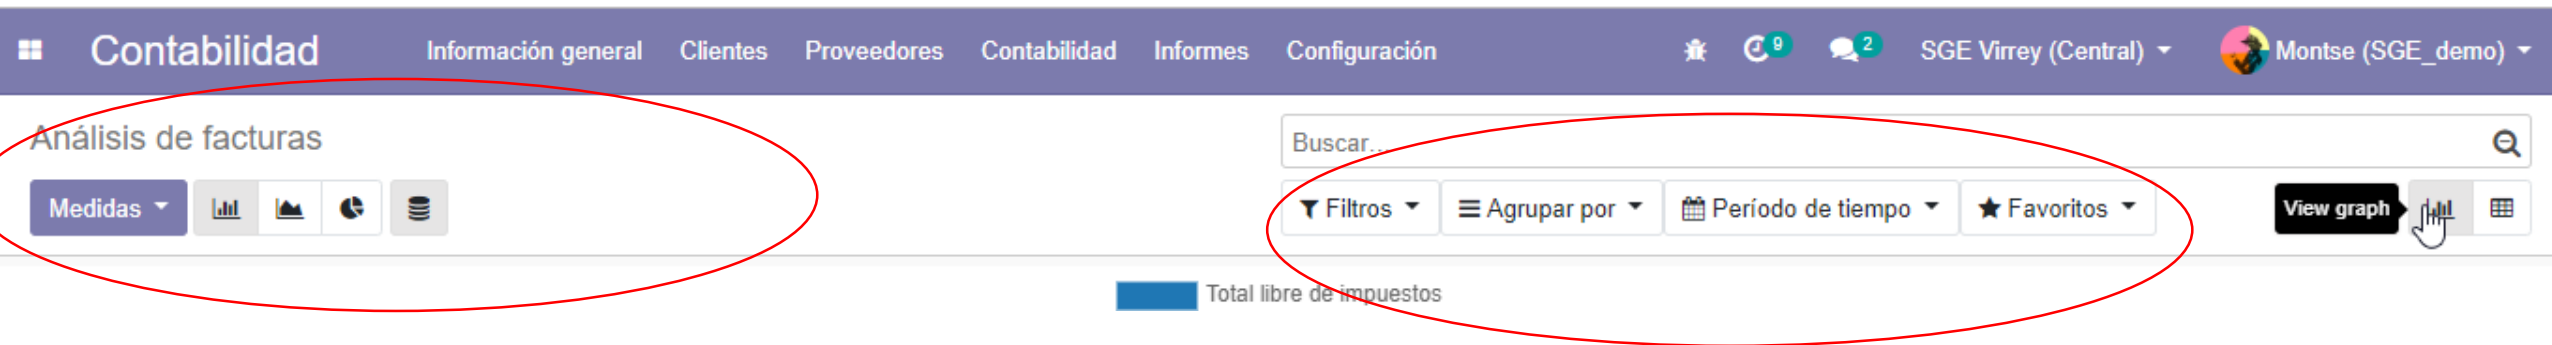 Contabilidad Información general Clientes Proveedores Contabilidad Informes Configuración 9 2 SGE Virrey (Central) Montse (SGE_demo)
Análisis de facturas
Buscar...
Medidas Filtros Agrupar por Período de tiempo Favoritos View graph
Total libre de impuestos